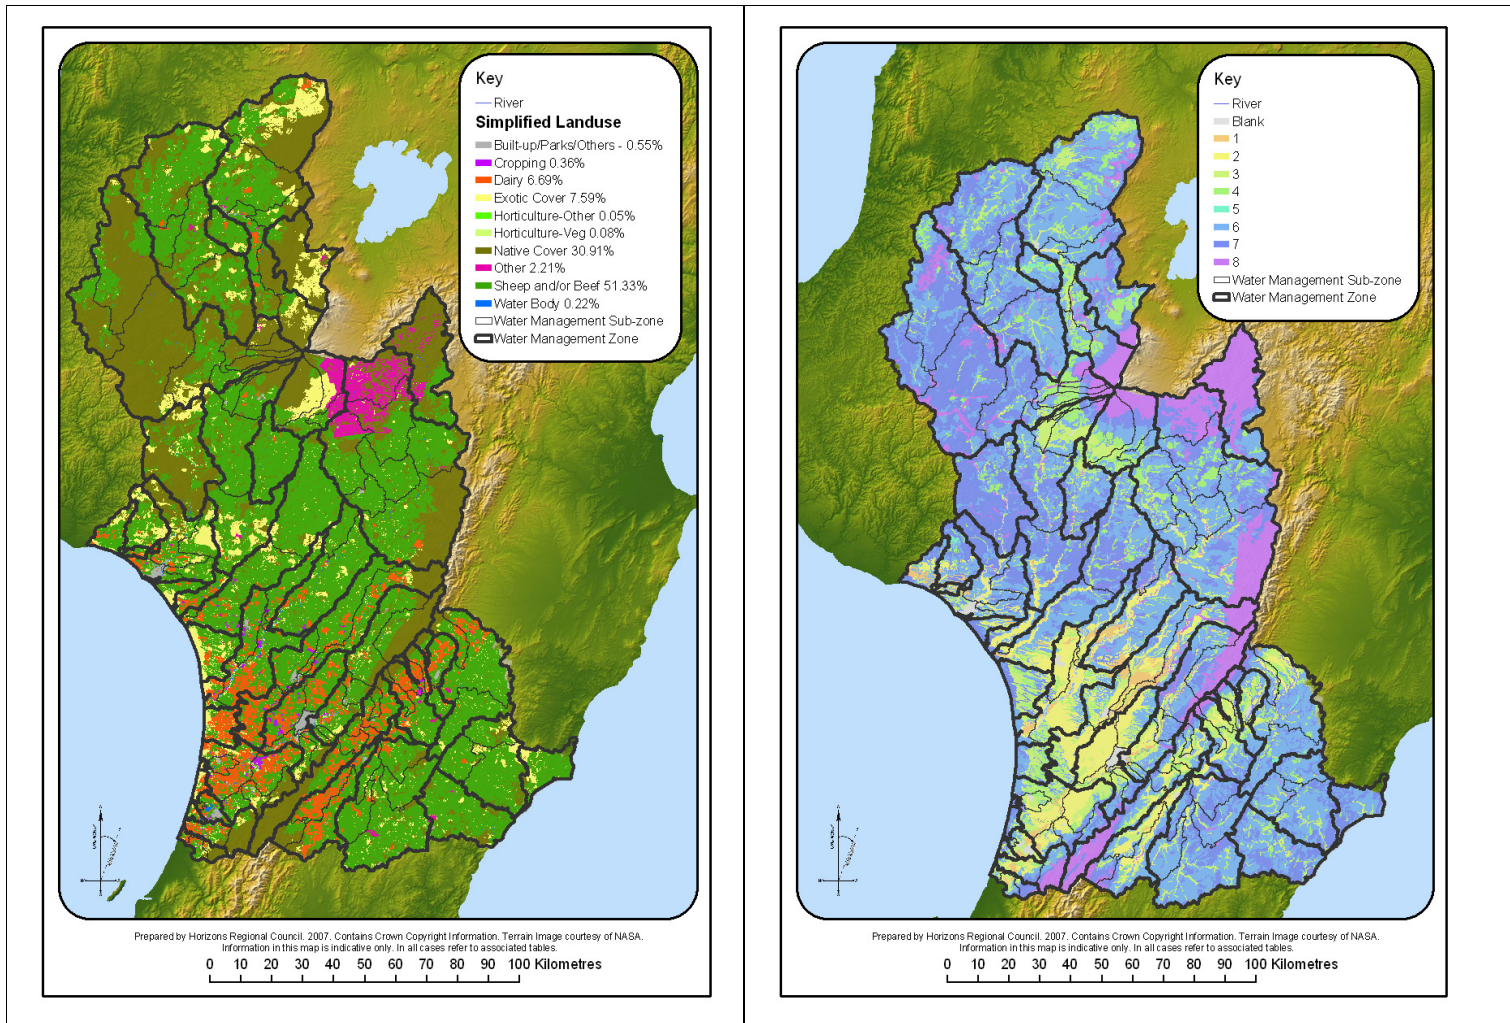 Key
River
Simplified Landuse
Built-up/Parks/Others - 0.55%
Cropping 0.36%
Dairy 6.69%
Exotic Cover 7.59%
Horticulture-Other 0.05%
Horticulture-Veg 0.08%
Native Cover 30.91%
Other 2.21%
Sheep and/or Beef 51.33%
Water Body 0.22%
Water Management Sub-zone
Water Management Zone
Prepared by Horizons Regional Council. 2007. Contains Crown Copyright Information. Terrain Image courtesy of NASA.
Information in this map is indicative only. In all cases refer to associated tables.
0 10 20 30 40 50 60 70 80 90 100 Kilometres
Key
River
Blank
1
2
3
4
5
6
7
8
Water Management Sub-zone
Water Management Zone
Prepared by Horizons Regional Council. 2007. Contains Crown Copyright Information. Terrain Image courtesy of NASA.
Information in this map is indicative only. In all cases refer to associated tables.
0 10 20 30 40 50 60 70 80 90 100 Kilometres